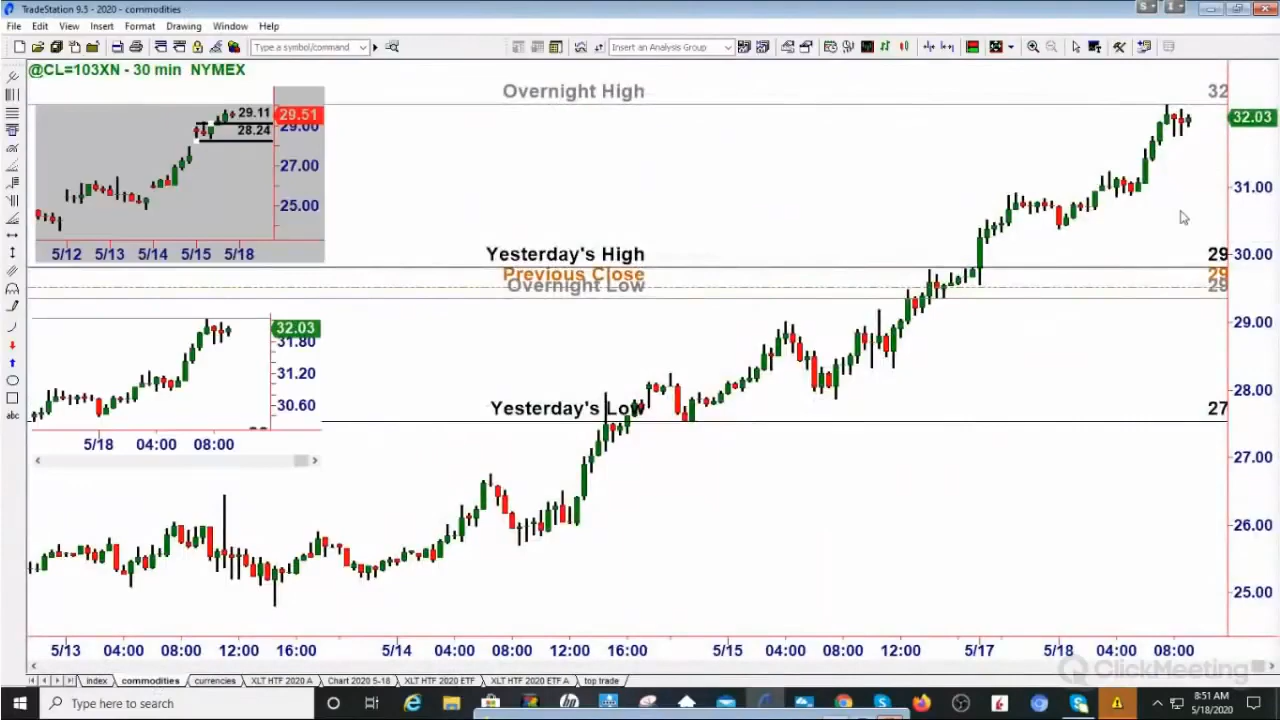 TradeStation 9.5 - 2020 - commodities
File Edit View Insert Format Drawing Window Help
Type a symbol/command
Insert an Analysis Group
@CL=103XN - 30 min NYMEX
Overnight High
32
32.03
29.11
29.51
29.00
28.24
27.00
25.00
5/12 5/13 5/14 5/15 5/18
31.00
Yesterday's High
29
30.00
Previous Close
29
Overnight Low
29
32.03
31.80
31.20
30.60
5/18 04:00 08:00
29.00
28.00
Yesterday's Low
27
27.00
26.00
25.00
5/13 04:00 08:00 12:00 16:00 5/14 04:00 08:00 12:00 16:00 5/15 04:00 08:00 12:00 5/17 5/18 04:00 08:00
ClickMeeting
index commodities currencies XLT HTF 2020 A Chart 2020 5-18 XLT HTF 2020 ETF XLT HTF 2020 ETF A top trade
Type here to search
abc
8:51 AM
5/18/2020